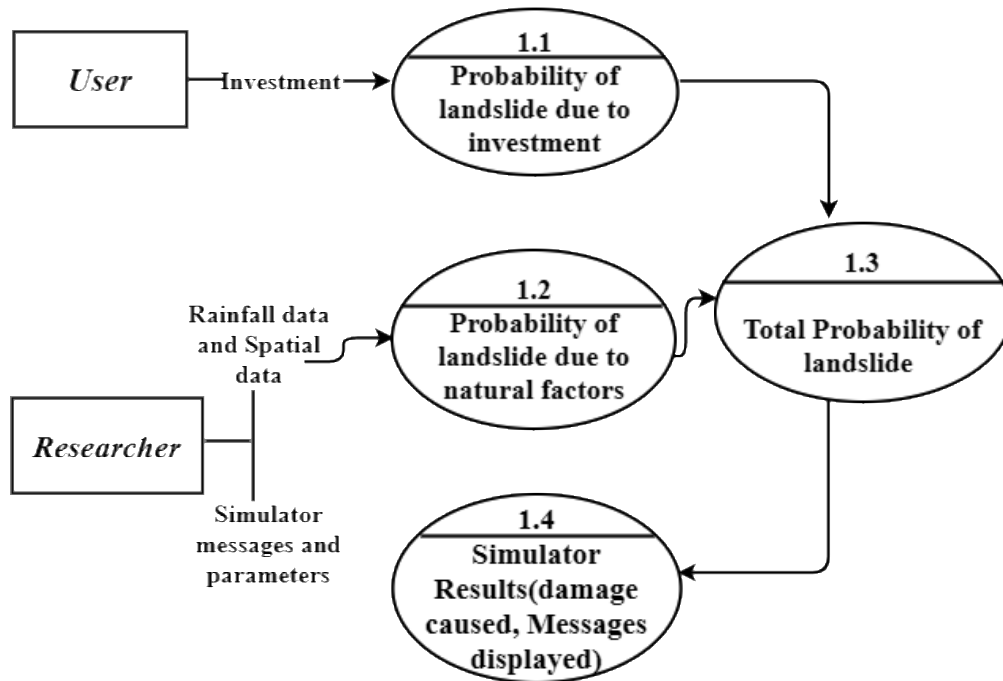 User
Investment
1.1
Probability of
landslide due to
investment
1.3
Total Probability of
landslide
Rainfall data
and Spatial
data
1.2
Probability of
landslide due to
natural factors
Researcher
Simulator
messages and
parameters
1.4
Simulator
Results(damage
caused, Messages
displayed)